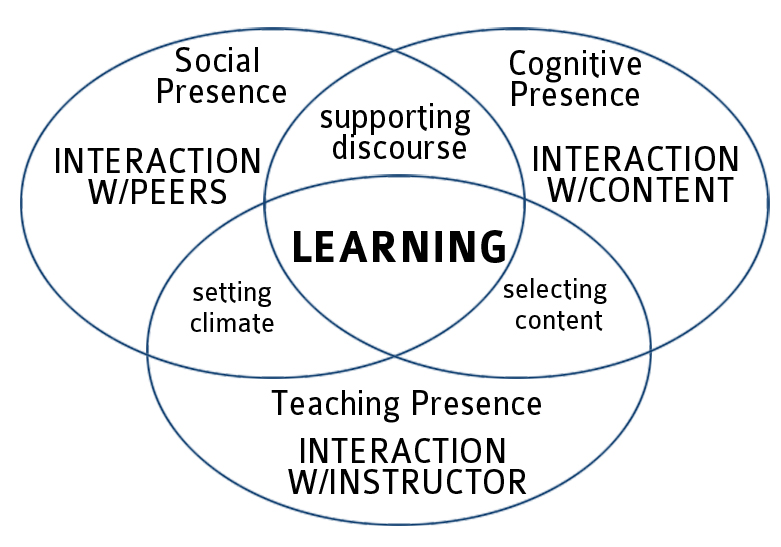 Social
Presence
INTERACTION
W/PEERS
supporting
discourse
Cognitive
Presence
INTERACTION
W/CONTENT
LEARNING
setting
climate
selecting
content
Teaching Presence
INTERACTION
W/INSTRUCTOR